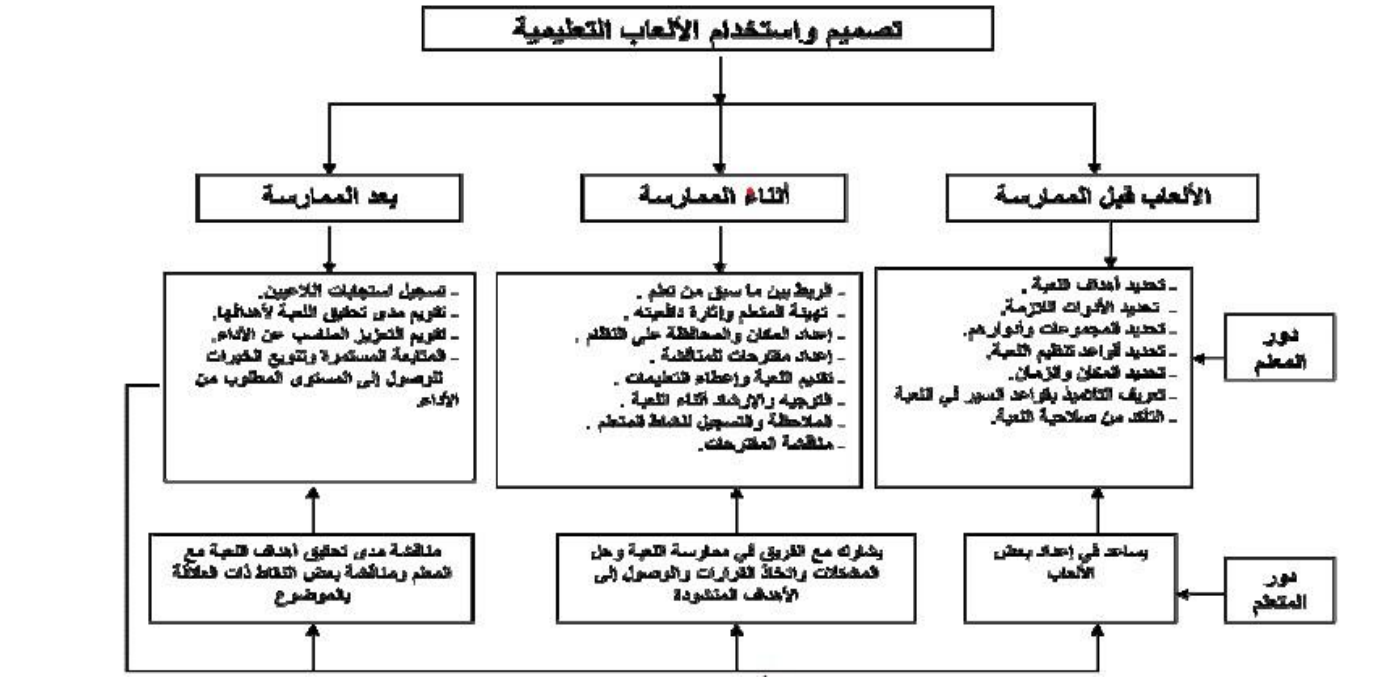 تصميم واستخدام الألعاب التعليمية
الألعاب قبل الممارسة
أثناء الممارسة
بعد الممارسة
- تحديد أهداف اللعبة .
- تحديد الأدوات اللازمة.
- تحديد المجموعات وأدوارهم.
- تحديد قواعد تنظيم اللعبة.
- تحديد المكان والزمان.
- تعريف التلاميذ بقواعد السير في اللعبة
- التأكد من صلاحية اللعبة.
- الربط بين ما سبق من تعلم .
- تهيئة المتعلم وإثارة دافعيته .
- إعداد المكان والمحافظة على النظام .
- إعداد مقترحات للمناقشة .
- تقديم اللعبة وإعطاء التعليمات .
- التوجيه والإرشاد أثناء اللعبة .
- الملاحظة والتسجيل لنشاط المتعلم .
- مناقشة المقترحات.
- تسجيل استجابات اللاعبين.
- تقويم مدى تحقيق اللعبة لأهدافها.
- تقويم التعزيز المناسب عن الأداء.
- المتابعة المستمرة وتنويع الخبرات
للوصول إلى المستوى المطلوب من
الأداء.
دور
المعلم
يساعد في إعداد بعض
الألعاب
يشارك مع الفريق في ممارسة اللعبة وحل
المشكلات واتخاذ القرارات والوصول إلى
الأهداف المنشودة
مناقشة مدى تحقيق أهداف اللعبة مع
المعلم ومناقشة بعض النقاط ذات العلاقة
بالموضوع
دور
المتعلم